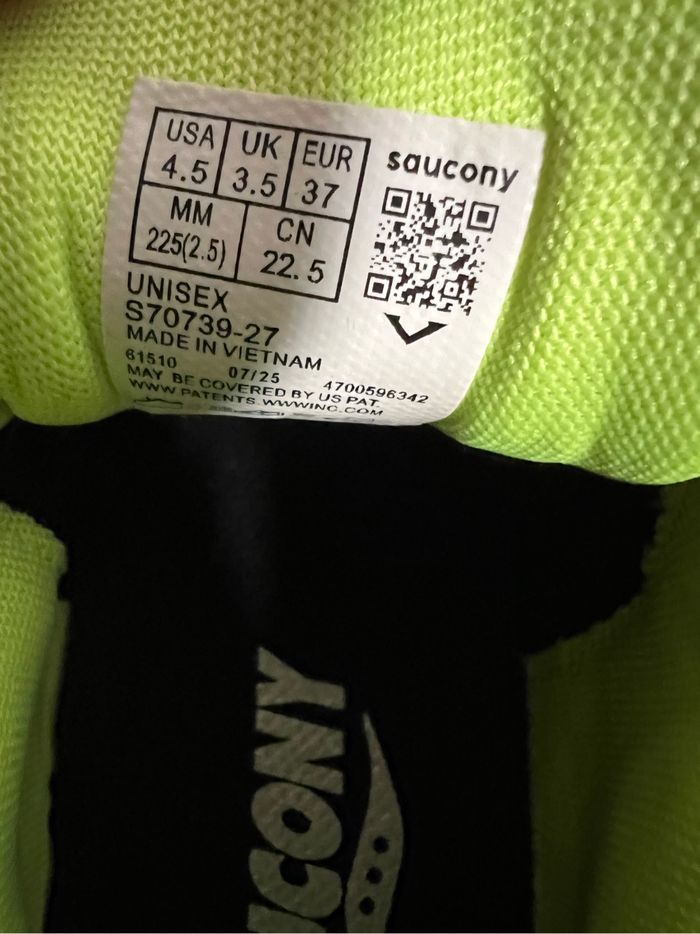 USA UK EUR
4.5 3.5 37
MM CN
225(2.5) 22.5
saucony
UNISEX
S70739-27
MADE IN VIETNAM
61510 07/25 4700596342
MAY BE COVERED BY US PAT.
WWW.PATENTS.WWWINC.COM
UCONY